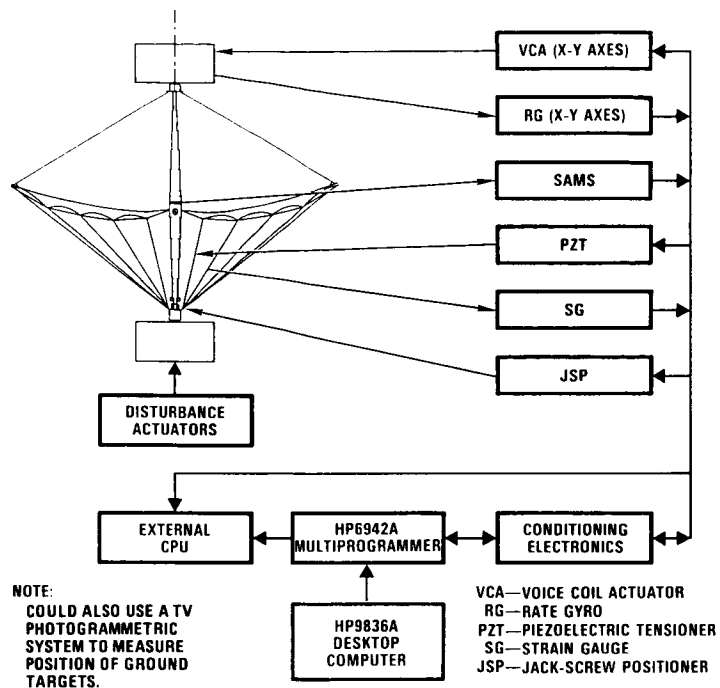 VCA (X-Y AXES)
RG (X-Y AXES)
SAMS
PZT
SG
JSP
DISTURBANCE
ACTUATORS
EXTERNAL
CPU
HP6942A
MULTIPROGRAMMER
CONDITIONING
ELECTRONICS
HP9836A
DESKTOP
COMPUTER
NOTE:
COULD ALSO USE A TV
PHOTOGRAMMETRIC
SYSTEM TO MEASURE
POSITION OF GROUND
TARGETS.
VCA—VOICE COIL ACTUATOR
RG—RATE GYRO
PZT—PIEZOELECTRIC TENSIONER
SG—STRAIN GAUGE
JSP—JACK-SCREW POSITIONER